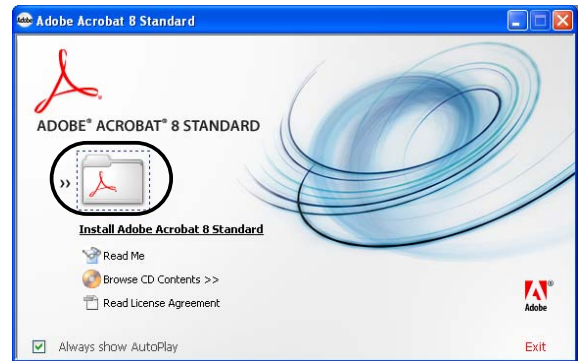 Adobe Adobe Acrobat 8 Standard
ADOBE® ACROBAT® 8 STANDARD
››
Install Adobe Acrobat 8 Standard
Read Me
Browse CD Contents >>
Read License Agreement
Adobe®
Always show AutoPlay
Exit